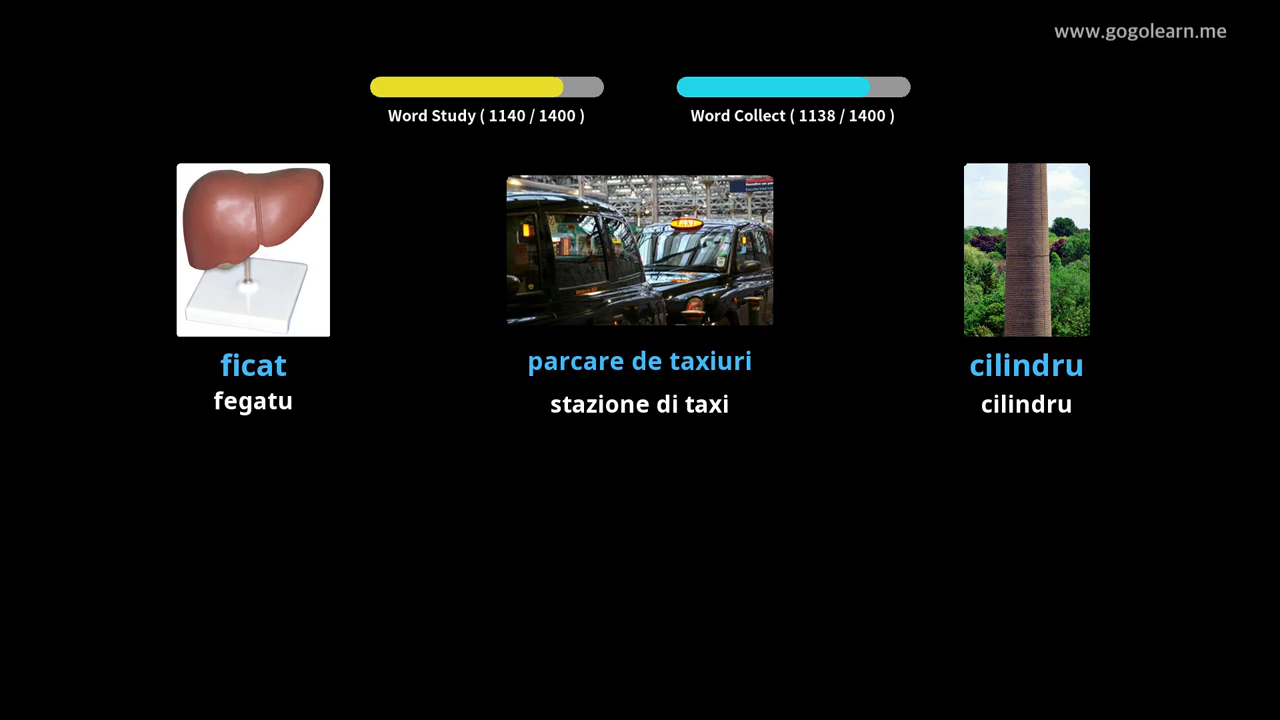 www.gogolearn.me
Word Study ( 1140 / 1400 )
Word Collect ( 1138 / 1400 )
TAXI
ficat
parcare de taxiuri
cilindru
fegatu
stazione di taxi
cilindru